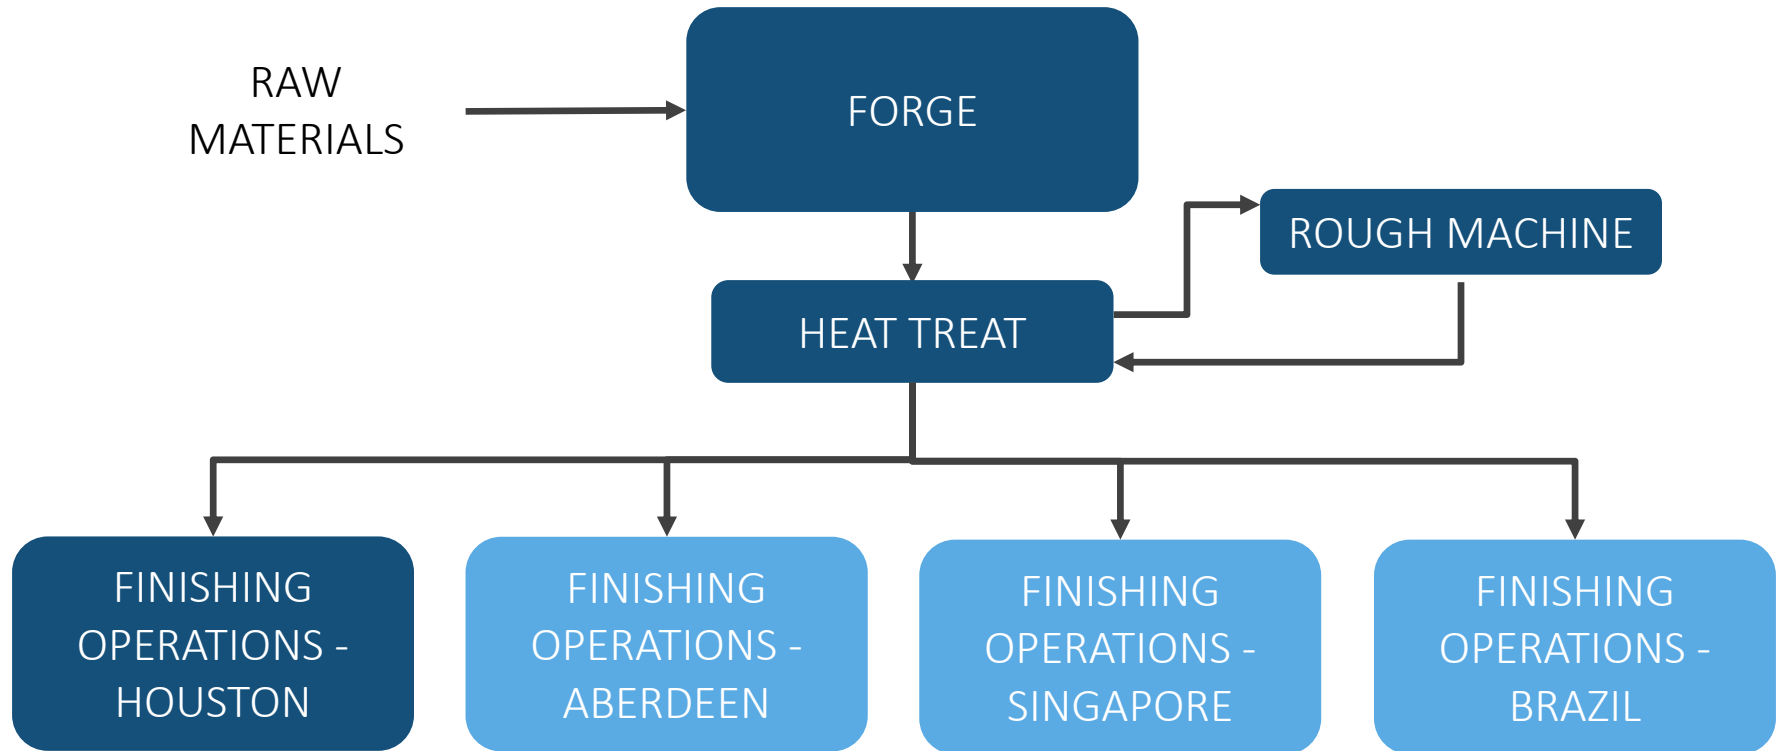 RAW
MATERIALS
FORGE
ROUGH MACHINE
HEAT TREAT
FINISHING
OPERATIONS -
HOUSTON
FINISHING
OPERATIONS -
ABERDEEN
FINISHING
OPERATIONS -
SINGAPORE
FINISHING
OPERATIONS -
BRAZIL